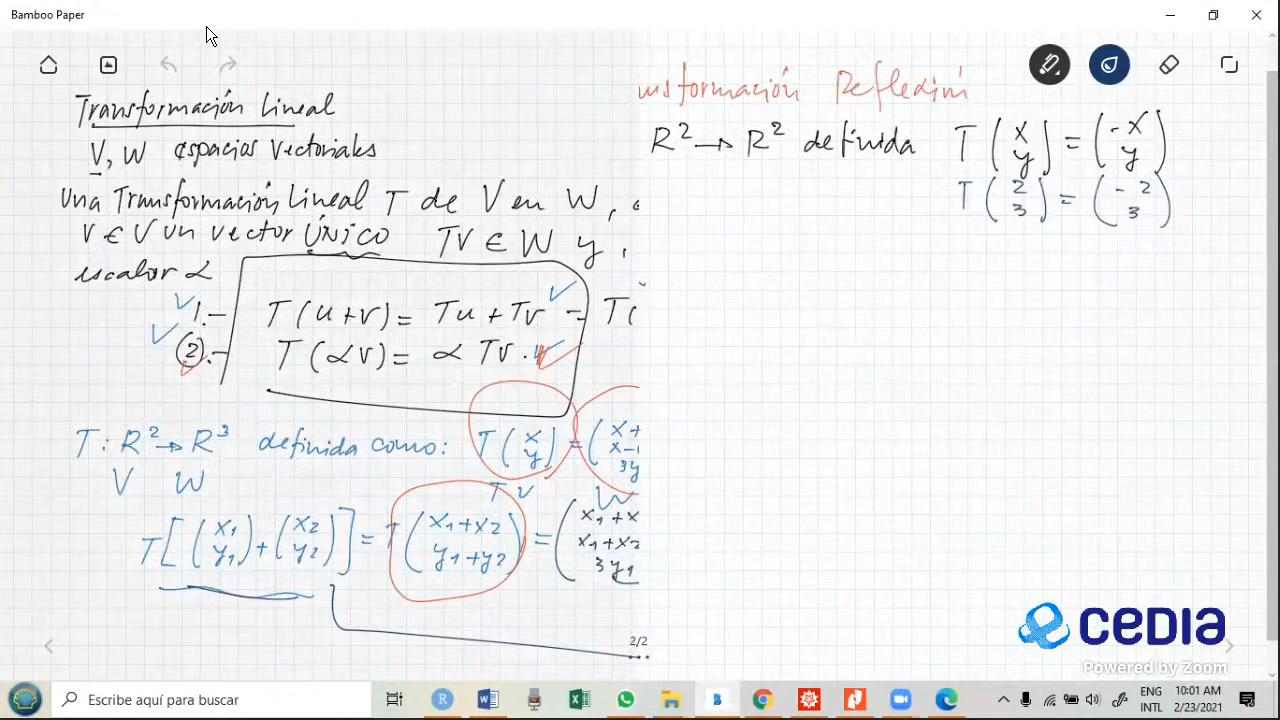 Bamboo Paper
Transformación Lineal
V, W espacios vectoriales
Una Transformación Lineal T de V en W,
V ∈ V un vector ÚNICO TV ∈ W y
escalar α
1.- T(u+v) = Tu + Tv - T(
(2).- T(αv) = α Tv.
T: R² → R³ definida como: T(x y) = (x+ x- 3y
V W T V W
T[(x₁ y₁) + (x₂ y₂)] = T(x₁+x₂ y₁+y₂) = (x₁+x x₁+x₂ 3y₁
2/2
nsformación Reflexión
R² → R² definida T(x y) = (-x y)
T(2 3) = (-2 3)
cedia
Powered by Zoom
Escribe aquí para buscar
ENG
INTL
10:01 AM
2/23/2021